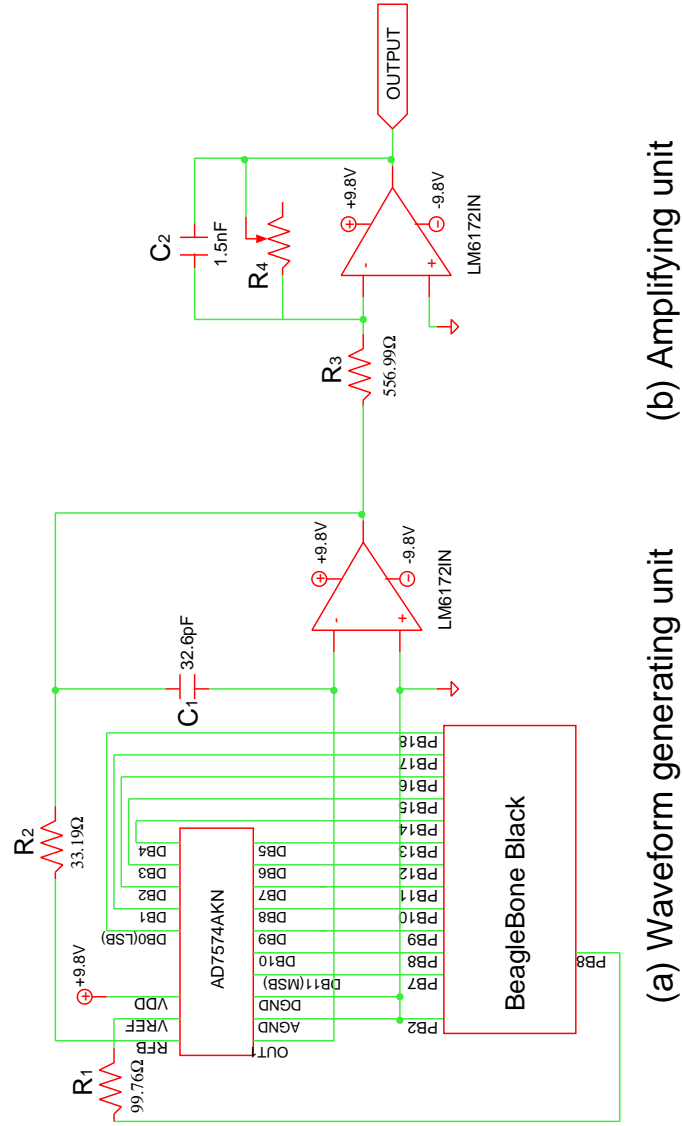 R2
33.19Ω
C1
32.6pF
R1
99.76Ω
+9.8V
RFB
VREF
VDD
DB0(LSB)
DB1
DB2
DB3
DB4
AD7574AKN
OUT1
AGND
DGND
DB11(MSB)
DB10
DB9
DB8
DB7
DB6
DB5
PB2
PB7
PB8
PB9
PB10
PB11
PB12
PB13
PB14
PB15
PB16
PB17
PB18
BeagleBone Black
PB8
+9.8V
-
+
-9.8V
LM6172IN
R3
556.99Ω
C2
1.5nF
R4
+9.8V
-
+
-9.8V
LM6172IN
OUTPUT
(a) Waveform generating unit
(b) Amplifying unit